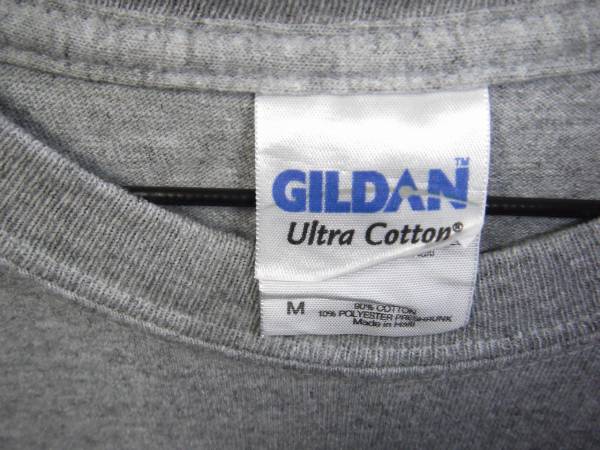 GILDAN™
Ultra Cotton®
M
90% COTTON
10% POLYESTER PRESHRUNK
Made in Haiti